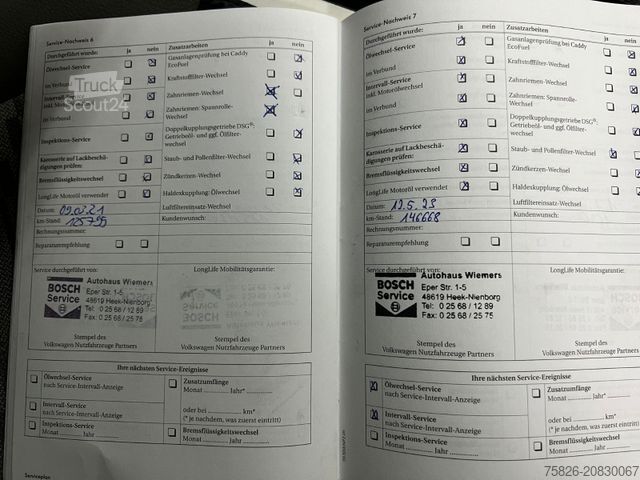 Service-Nachweis 6
Durchgeführt wurde: ja nein Zusatzarbeiten ja nein
Ölwechsel-Service
Gasanlagenprüfung bei Caddy EcoFuel
im Verbund
Kraftstofffilter-Wechsel
Intervall-Service
Zahnriemen-Wechsel
im Verbund
Zahnriemen: Spannrolle-Wechsel
Inspektions-Service
Doppelkupplungsgetriebe DSG®: Getriebeöl- und ggf. Ölfilter-Wechsel
Karosserie auf Lackbeschädigungen prüfen:
Staub- und Pollenfilter-Wechsel
Bremsflüssigkeitswechsel
Zündkerzen-Wechsel
LongLife Motoröl verwendet
Haldexkupplung: Ölwechsel
Datum: 09.03.21
Luftfiltereinsatz-Wechsel
km-Stand: 125795
Kundenwunsch:
Rechnungsnummer:
Reparaturempfehlung
Service durchgeführt von:
LongLife Mobilitätsgarantie:
BOSCH
Service
Autohaus Wiemers
Eper Str. 1-5
48619 Heek-Nienborg
Tel: 0 25 68 / 12 89
Fax: 0 25 68 / 25 75
Stempel des
Volkswagen Nutzfahrzeuge Partners
Stempel des
Volkswagen Nutzfahrzeuge Partners
Ihre nächsten Service-Ereignisse
Ölwechsel-Service
nach Service-Intervall-Anzeige
Zusatzumfänge
Monat ........ Jahr*........
Intervall-Service
nach Service-Intervall-Anzeige
oder bei ........ km*
(* je nachdem, was zuerst eintritt)
Inspektions-Service
Monat ........ Jahr ........
Bremsflüssigkeitswechsel
Monat ........ Jahr ........
Serviceplan
Service-Nachweis 7
Durchgeführt wurde: ja nein Zusatzarbeiten ja nein
Ölwechsel-Service
Gasanlagenprüfung bei Caddy EcoFuel
im Verbund
Kraftstofffilter-Wechsel
Intervall-Service
inkl. Motorölwechsel
Zahnriemen-Wechsel
im Verbund
Zahnriemen: Spannrolle-Wechsel
Inspektions-Service
Doppelkupplungsgetriebe DSG®: Getriebeöl- und ggf. Ölfilter-Wechsel
Karosserie auf Lackbeschädigungen prüfen:
Staub- und Pollenfilter-Wechsel
Bremsflüssigkeitswechsel
Zündkerzen-Wechsel
LongLife Motoröl verwendet
Haldexkupplung: Ölwechsel
Datum: 12.5.23
Luftfiltereinsatz-Wechsel
km-Stand: 146668
Kundenwunsch:
Rechnungsnummer:
Reparaturempfehlung
Service durchgeführt von:
LongLife Mobilitätsgarantie:
BOSCH
Service
Autohaus Wiemers
Eper Str. 1-5
48619 Heek-Nienborg
Tel: 0 25 68 / 12 89
Fax: 0 25 68 / 25 75
Stempel des
Volkswagen Nutzfahrzeuge Partners
Stempel des
Volkswagen Nutzfahrzeuge Partners
Ihre nächsten Service-Ereignisse
Ölwechsel-Service
nach Service-Intervall-Anzeige
Zusatzumfänge
Monat ........ Jahr*........
Intervall-Service
nach Service-Intervall-Anzeige
oder bei ........ km*
(* je nachdem, was zuerst eintritt)
Inspektions-Service
Monat ........ Jahr ........
Bremsflüssigkeitswechsel
Monat ........ Jahr ........
Truck
Scout24
75826-20830067